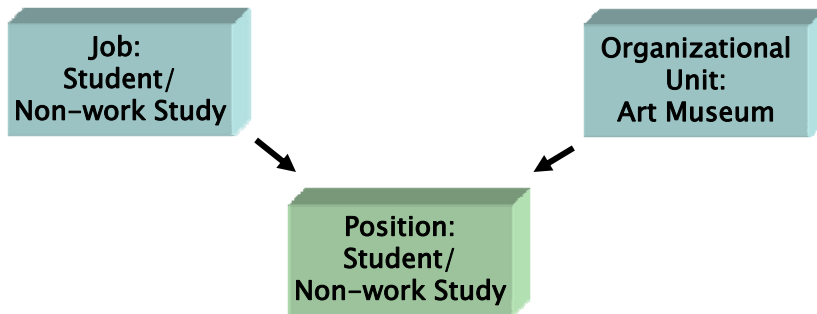 Job:
Student/
Non-work Study
Organizational
Unit:
Art Museum
Position:
Student/
Non-work Study